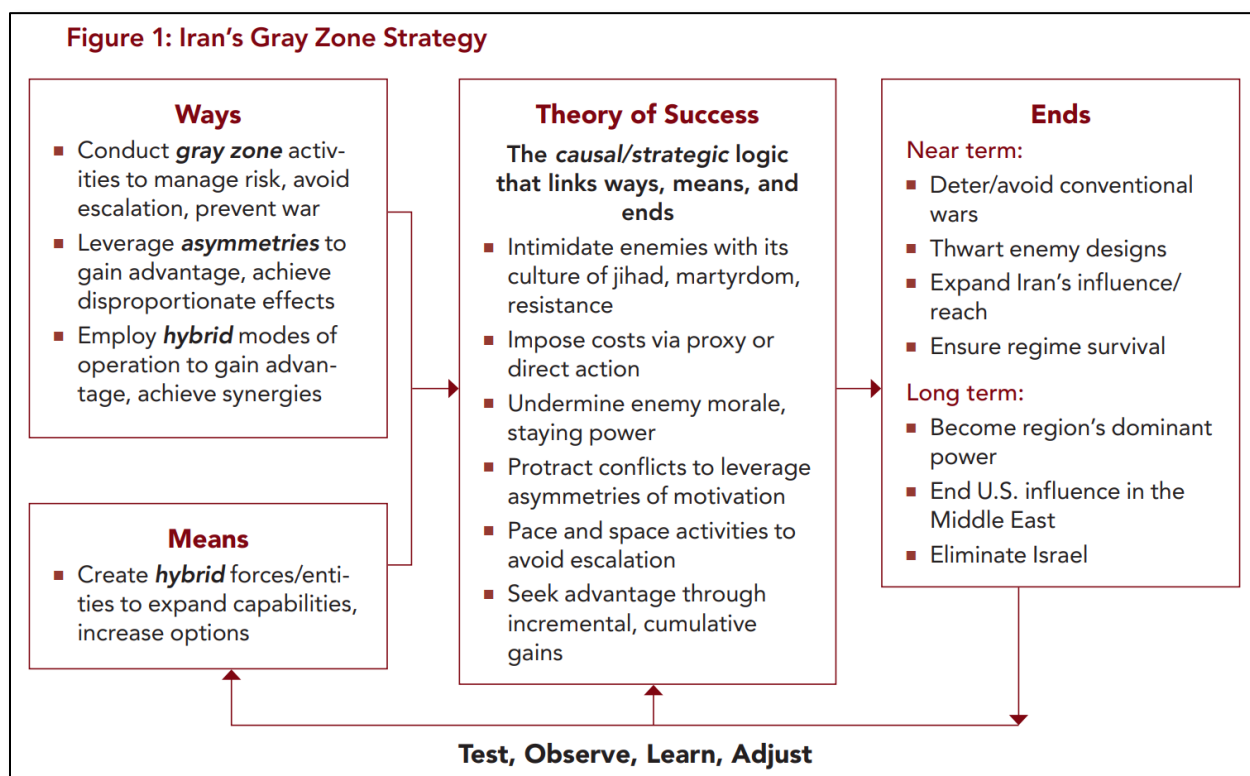 Figure 1: Iran's Gray Zone Strategy
Ways
■ Conduct gray zone activ-
ities to manage risk, avoid
escalation, prevent war
■ Leverage asymmetries to
gain advantage, achieve
disproportionate effects
■ Employ hybrid modes of
operation to gain advan-
tage, achieve synergies
Means
■ Create hybrid forces/enti-
ties to expand capabilities,
increase options
Theory of Success
The causal/strategic logic
that links ways, means, and
ends
■ Intimidate enemies with its
culture of jihad, martyrdom,
resistance
■ Impose costs via proxy or
direct action
■ Undermine enemy morale,
staying power
■ Protract conflicts to leverage
asymmetries of motivation
■ Pace and space activities to
avoid escalation
■ Seek advantage through
incremental, cumulative
gains
Ends
Near term:
■ Deter/avoid conventional
wars
■ Thwart enemy designs
■ Expand Iran's influence/
reach
■ Ensure regime survival
Long term:
■ Become region's dominant
power
■ End U.S. influence in the
Middle East
■ Eliminate Israel
Test, Observe, Learn, Adjust